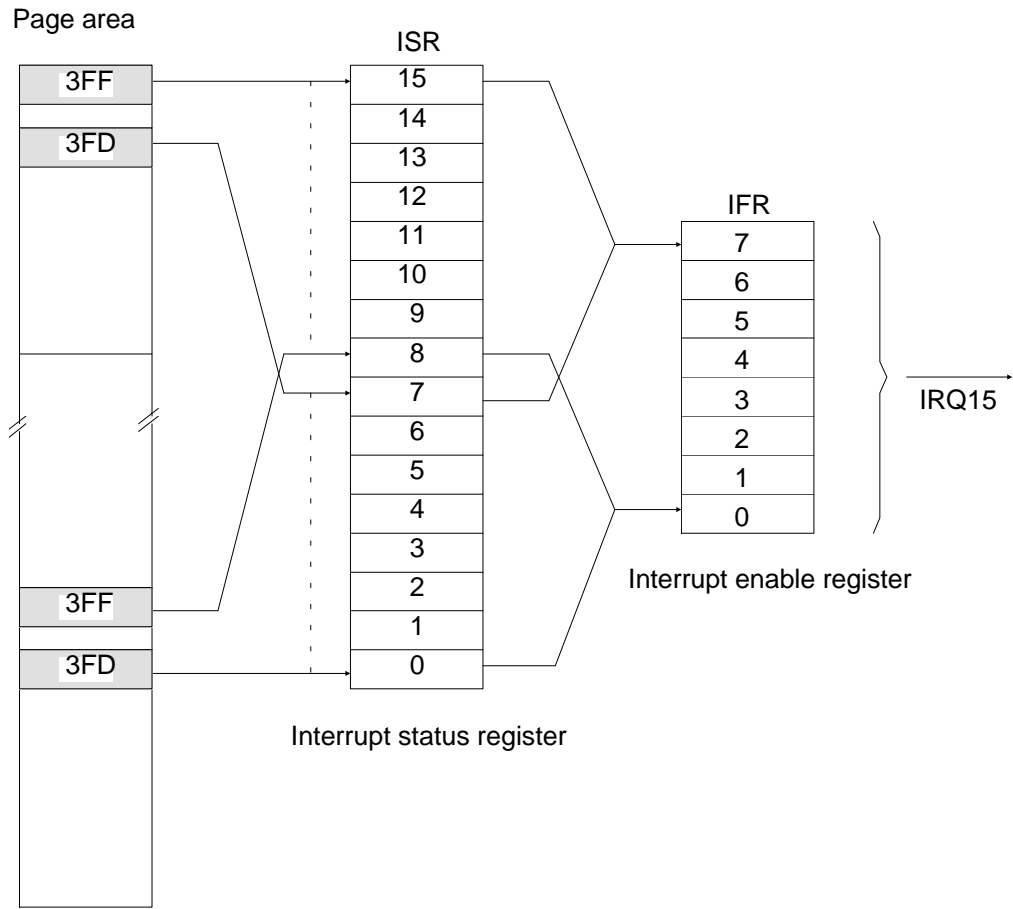 Page area
3FF
3FD
3FF
3FD
ISR
15
14
13
12
11
10
9
8
7
6
5
4
3
2
1
0
Interrupt status register
IFR
7
6
5
4
3
2
1
0
Interrupt enable register
IRQ15